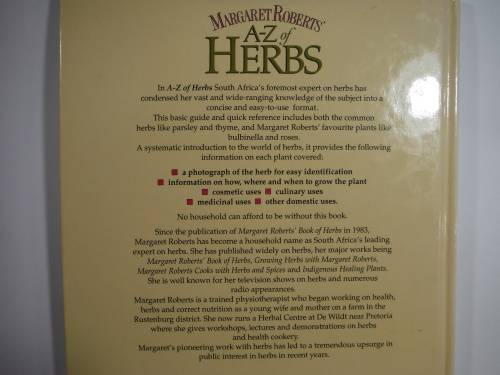 MARGARET ROBERTS'
A-Z of
HERBS
In A-Z of Herbs South Africa's foremost expert on herbs has
condensed her vast and wide-ranging knowledge of the subject into a
concise and easy-to-use format.
This basic guide and quick reference includes both the common
herbs like parsley and thyme, and Margaret Roberts' favourite plants like
bulbinella and roses.
A systematic introduction to the world of herbs, it provides the following
information on each plant covered:
■ a photograph of the herb for easy identification
■ information on how, where and when to grow the plant
■ cosmetic uses ■ culinary uses
■ medicinal uses ■ other domestic uses.
No household can afford to be without this book.
Since the publication of Margaret Roberts' Book of Herbs in 1983,
Margaret Roberts has become a household name as South Africa's leading
expert on herbs. She has published widely on herbs, her major works being
Margaret Roberts' Book of Herbs, Growing Herbs with Margaret Roberts,
Margaret Roberts Cooks with Herbs and Spices and Indigenous Healing Plants.
She is well known for her television shows on herbs and numerous
radio appearances.
Margaret Roberts is a trained physiotherapist who began working on health,
herbs and correct nutrition as a young wife and mother on a farm in the
Rustenburg district. She now runs a Herbal Centre at De Wildt near Pretoria
where she gives workshops, lectures and demonstrations on herbs
and health cookery.
Margaret's pioneering work with herbs has led to a tremendous upsurge in
public interest in herbs in recent years.